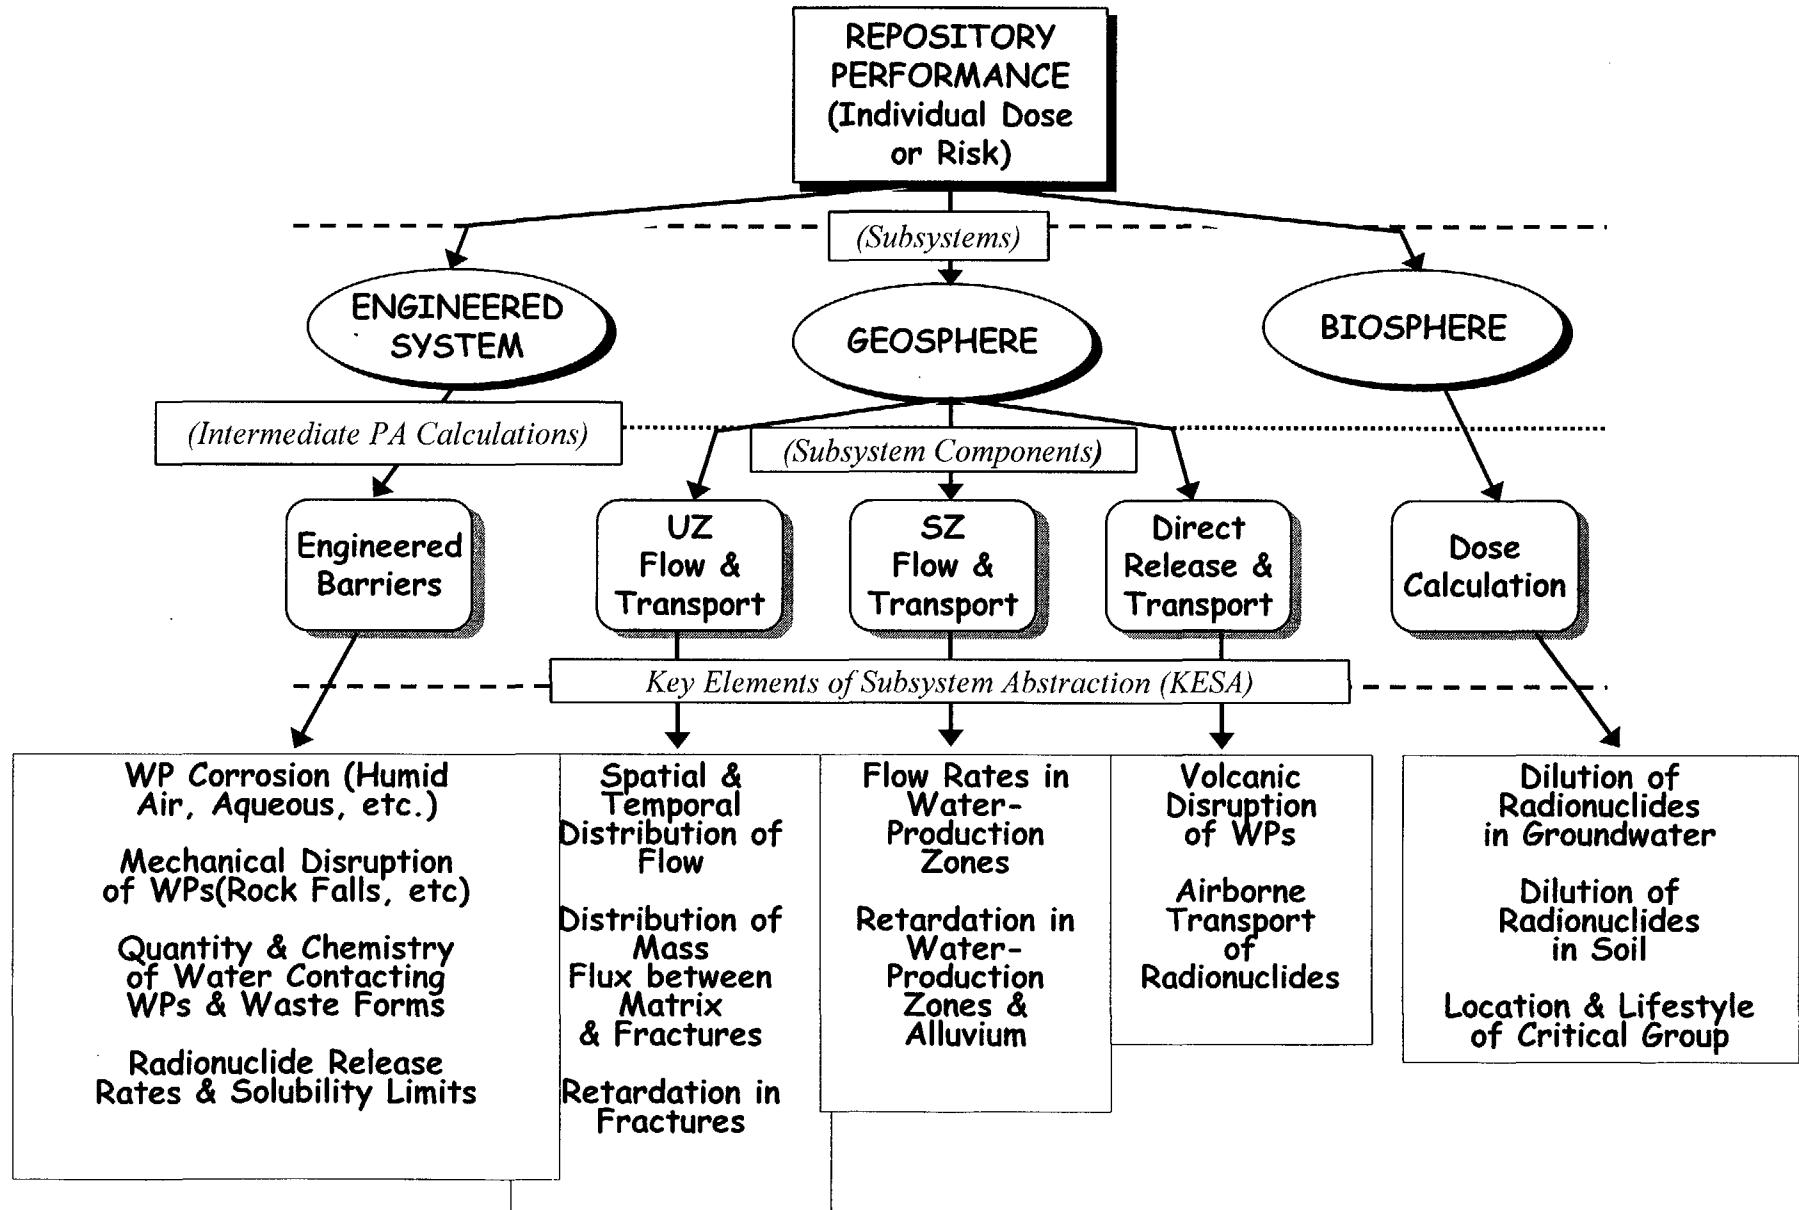 REPOSITORY
PERFORMANCE
(Individual Dose
or Risk)
(Subsystems)
ENGINEERED
SYSTEM
GEOSPHERE
BIOSPHERE
(Intermediate PA Calculations)
(Subsystem Components)
Engineered
Barriers
UZ
Flow &
Transport
SZ
Flow &
Transport
Direct
Release &
Transport
Dose
Calculation
Key Elements of Subsystem Abstraction (KESA)
WP Corrosion (Humid
Air, Aqueous, etc.)
Mechanical Disruption
of WPs(Rock Falls, etc)
Quantity & Chemistry
of Water Contacting
WPs & Waste Forms
Radionuclide Release
Rates & Solubility Limits
Spatial &
Temporal
Distribution of
Flow
Distribution of
Mass
Flux between
Matrix
& Fractures
Retardation in
Fractures
Flow Rates in
Water-
Production
Zones
Retardation in
Water-
Production
Zones &
Alluvium
Volcanic
Disruption
of WPs
Airborne
Transport
of
Radionuclides
Dilution of
Radionuclides
in Groundwater
Dilution of
Radionuclides
in Soil
Location & Lifestyle
of Critical Group